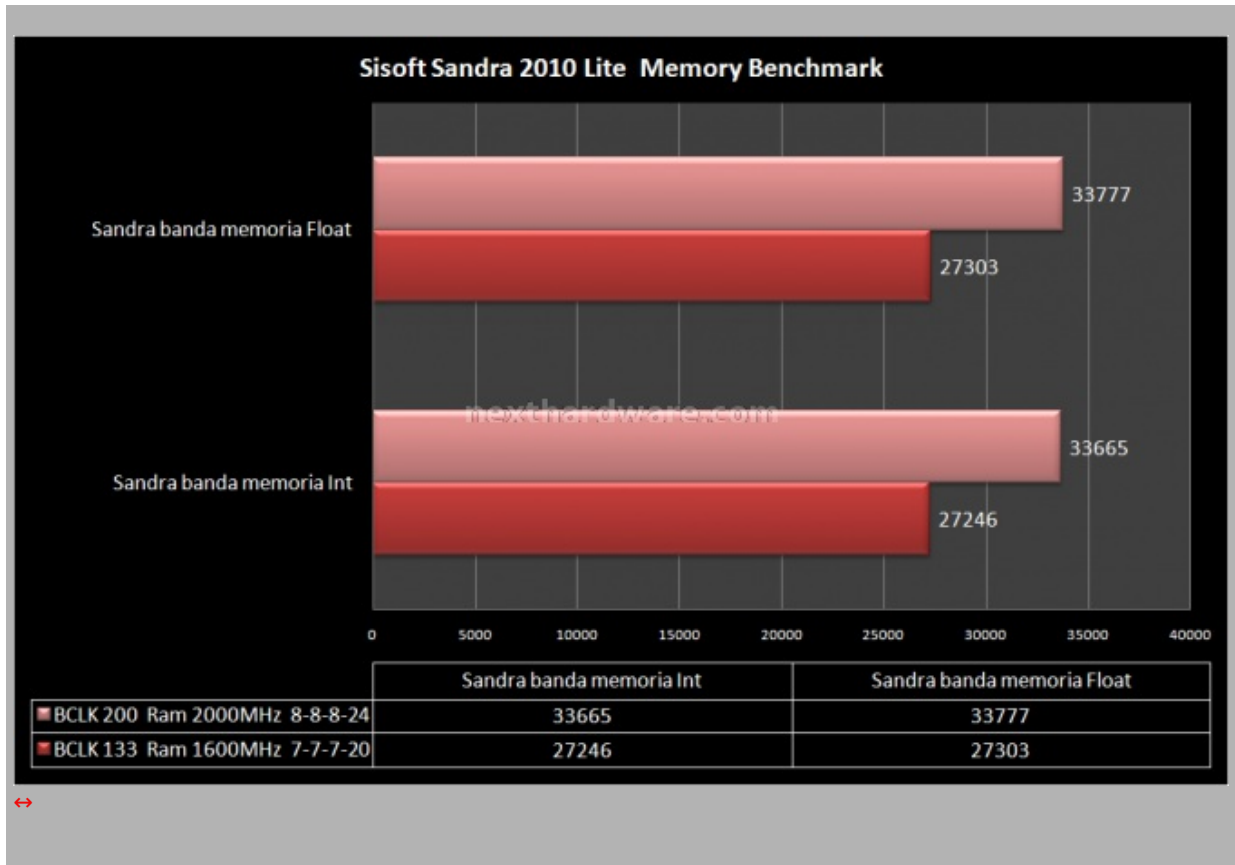 Sisoft Sandra 2010 Lite Memory Benchmark
33777
Sandra banda memoria Float
27303
nexthardware.com
33665
Sandra banda memoria Int
27246
0 5000 10000 15000 20000 25000 30000 35000 40000
Sandra banda memoria Int Sandra banda memoria Float
BCLK 200 Ram 2000MHz 8-8-8-24 33665 33777
BCLK 133 Ram 1600MHz 7-7-7-20 27246 27303